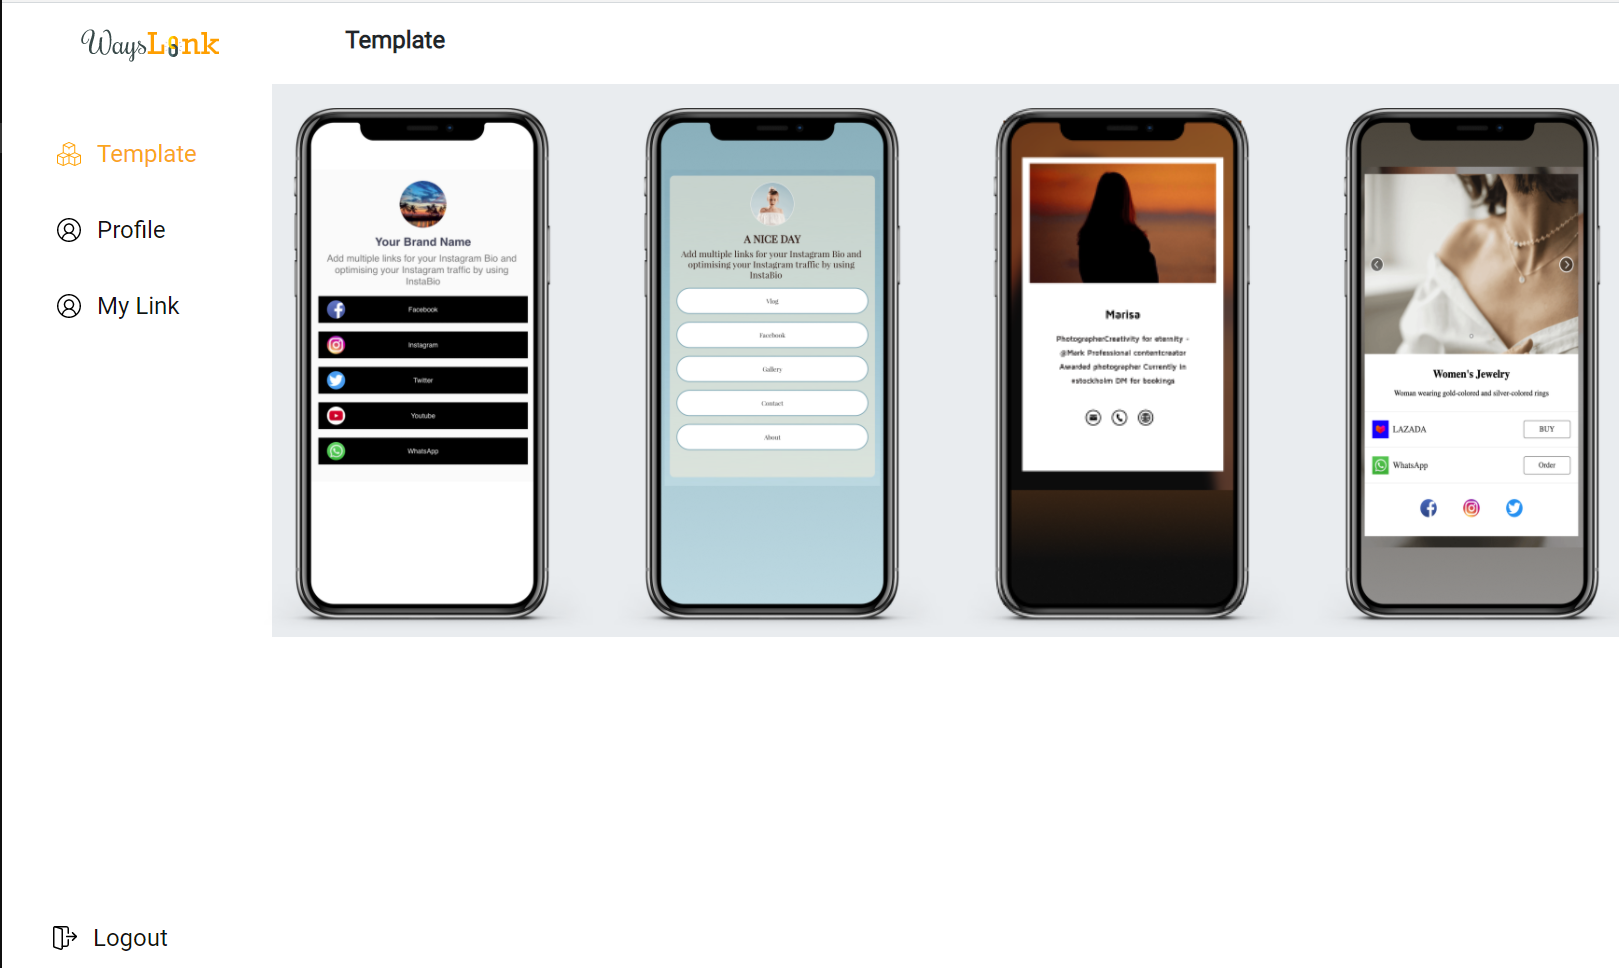 WaysLink
Template
Template
Profile
My Link
Logout
Your Brand Name
Add multiple links for your Instagram Bio and
optimising your Instagram traffic by using
InstaBio
Facebook
Instagram
Twitter
Youtube
WhatsApp
A NICE DAY
Add multiple links for your Instagram Bio and
optimising your Instagram traffic by using
InstaBio
Vlog
Facebook
Gallery
Contact
About
Marisa
PhotographerCreativity for eternity -
@Mark Professional contentcreator
Awarded photographer Currently in
#stockholm DM for bookings
Women's Jewelry
Woman wearing gold-colored and silver-colored rings
LAZADA
BUY
WhatsApp
Order